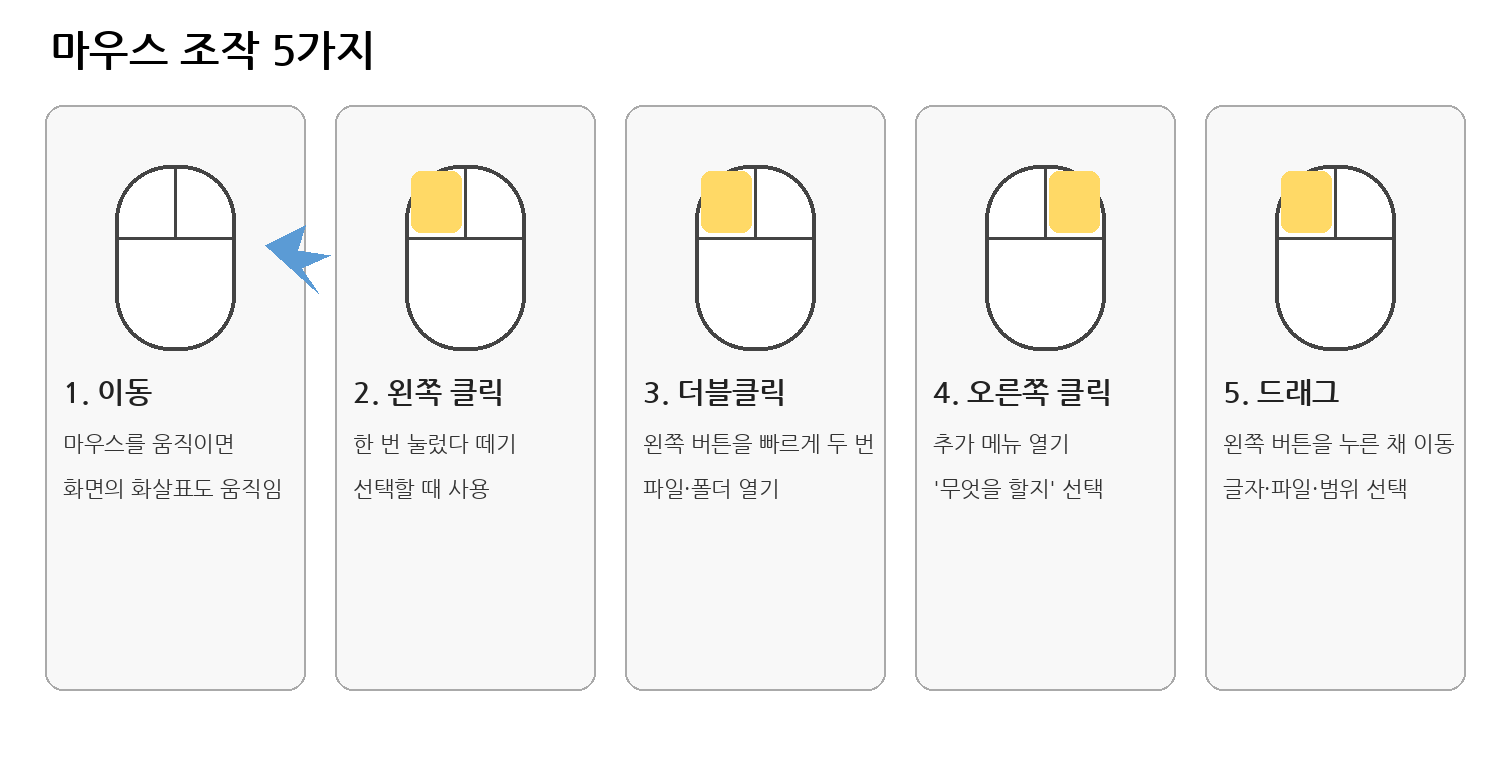 마우스 조작 5가지
1. 이동
마우스를 움직이면
화면의 화살표도 움직임
2. 왼쪽 클릭
한 번 눌렀다 떼기
선택할 때 사용
3. 더블클릭
왼쪽 버튼을 빠르게 두 번
파일·폴더 열기
4. 오른쪽 클릭
추가 메뉴 열기
'무엇을 할지' 선택
5. 드래그
왼쪽 버튼을 누른 채 이동
글자·파일·범위 선택